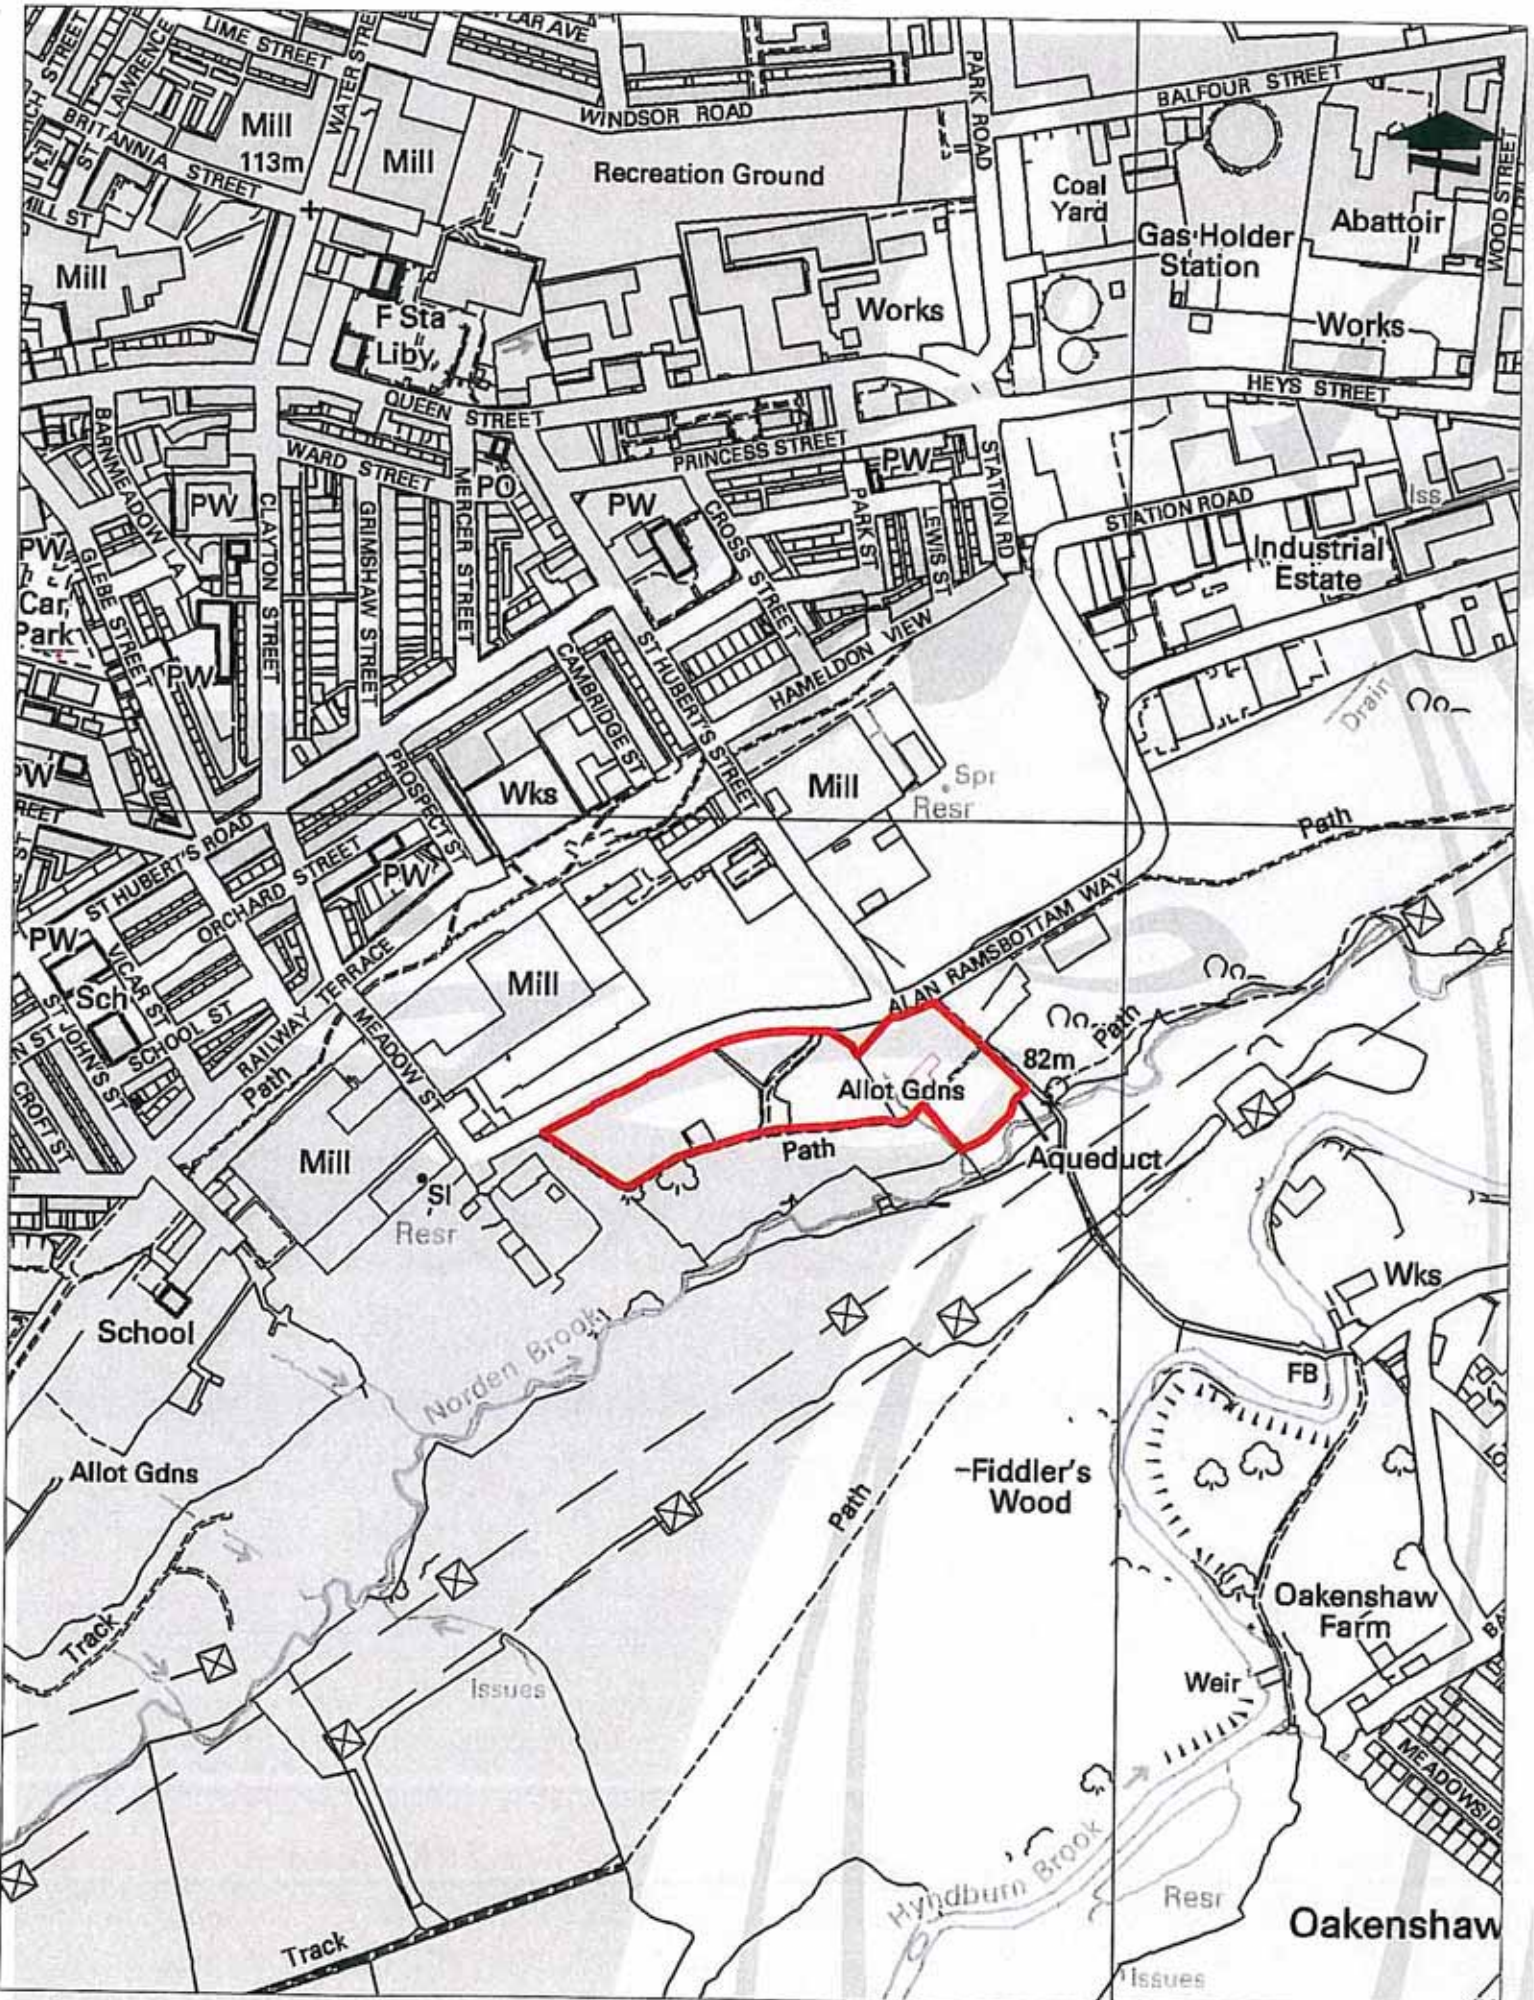 LIME STREET
LAWRENCE
STREET
WATER STRE
LAR AVE
WINDSOR ROAD
PARK ROAD
BALFOUR STREET
WOOD STREET
BRITANNIA STREET
ST
Mill
113m
Mill
MILL ST
Recreation Ground
Coal
Yard
Gas Holder
Station
Abattoir
Mill
F Sta
Liby
Works
Works
HEYS STREET
QUEEN STREET
PRINCESS STREET
WARD STREET
BARNMEADOW LA
PW
PO
PW
PW
STATION RD
STATION ROAD
Iss
Industrial
Estate
CLAYTON STREET
GRIMSHAW STREET
MERCER STREET
CROSS STREET
PARK ST
LEWIS ST
PW
Car
Park
GLEBE STREET
PW
ST HUBERT'S STREET
CAMBRIDGE ST
HAMELDON VIEW
Drain
PW
REET
PROSPECT ST
Wks
Mill
Spr
Resr
Path
ST HUBERT'S ROAD
ORCHARD STREET
PW
PW
Sch
VICAR ST
SCHOOL ST
ST JOHN'S ST
N ST
CROFT ST
RAILWAY TERRACE
Path
MEADOW ST
Mill
ALAN RAMSBOTTAM WAY
Path
82m
Allot Gdns
Path
Aqueduct
Mill
Sl
Resr
School
Norden Brook
Wks
FB
Allot Gdns
Fiddler's
Wood
Path
Track
Oakenshaw
Farm
Issues
Weir
MEADOWSID
Hyndburn Brook
Resr
Oakenshaw
Track
Issues